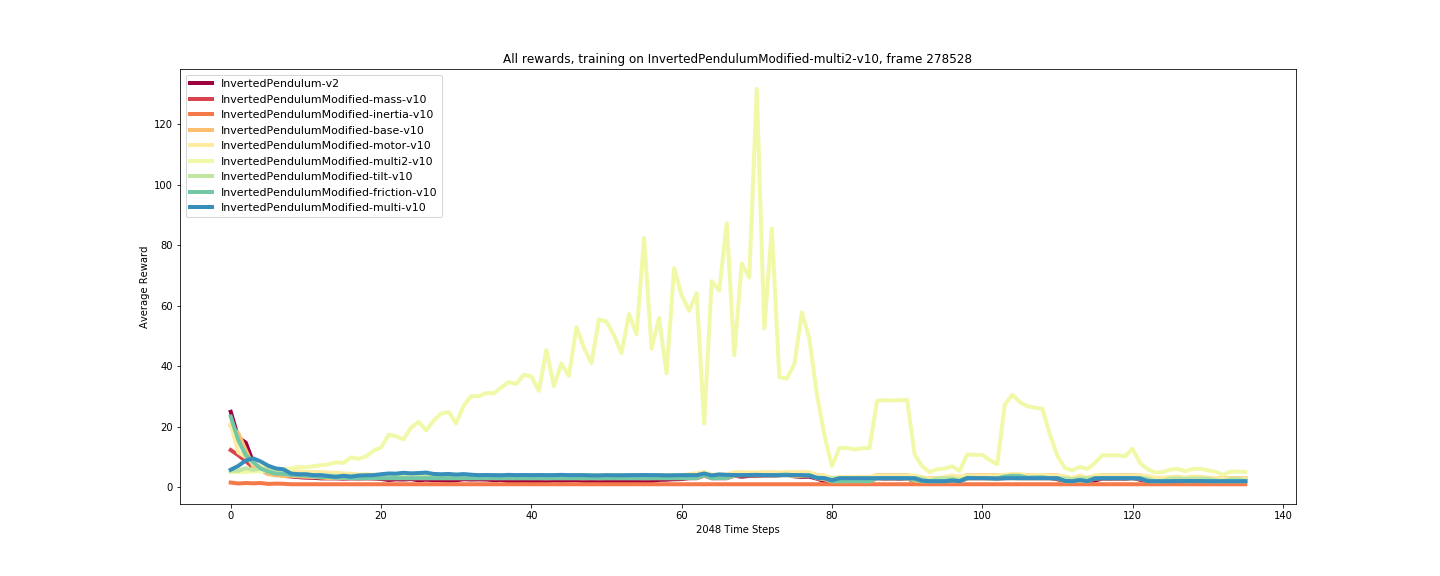 All rewards, training on InvertedPendulumModified-multi2-v10, frame 278528
InvertedPendulum-v2
InvertedPendulumModified-mass-v10
InvertedPendulumModified-inertia-v10
InvertedPendulumModified-base-v10
InvertedPendulumModified-motor-v10
InvertedPendulumModified-multi2-v10
InvertedPendulumModified-tilt-v10
InvertedPendulumModified-friction-v10
InvertedPendulumModified-multi-v10
Average Reward
120
100
80
60
40
20
0
0 20 40 60 80 100 120 140
2048 Time Steps